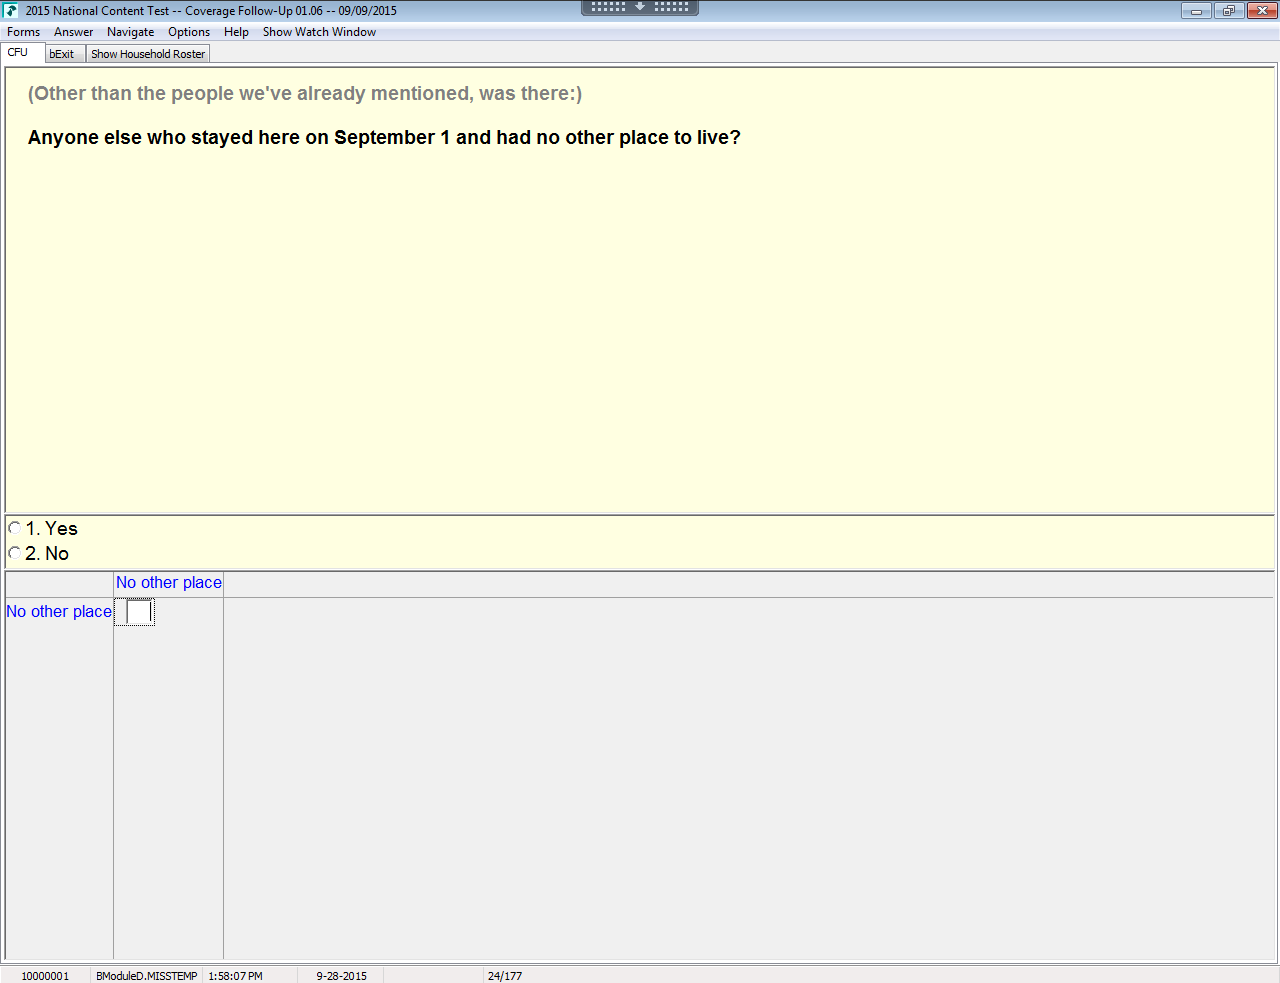 2015 National Content Test -- Coverage Follow-Up 01.06 -- 09/09/2015
Forms Answer Navigate Options Help Show Watch Window
CFU bExit Show Household Roster
(Other than the people we've already mentioned, was there:)
Anyone else who stayed here on September 1 and had no other place to live?
1. Yes
2. No
No other place
No other place
10000001 BModuleD.MISSTEMP 1:58:07 PM 9-28-2015 24/177